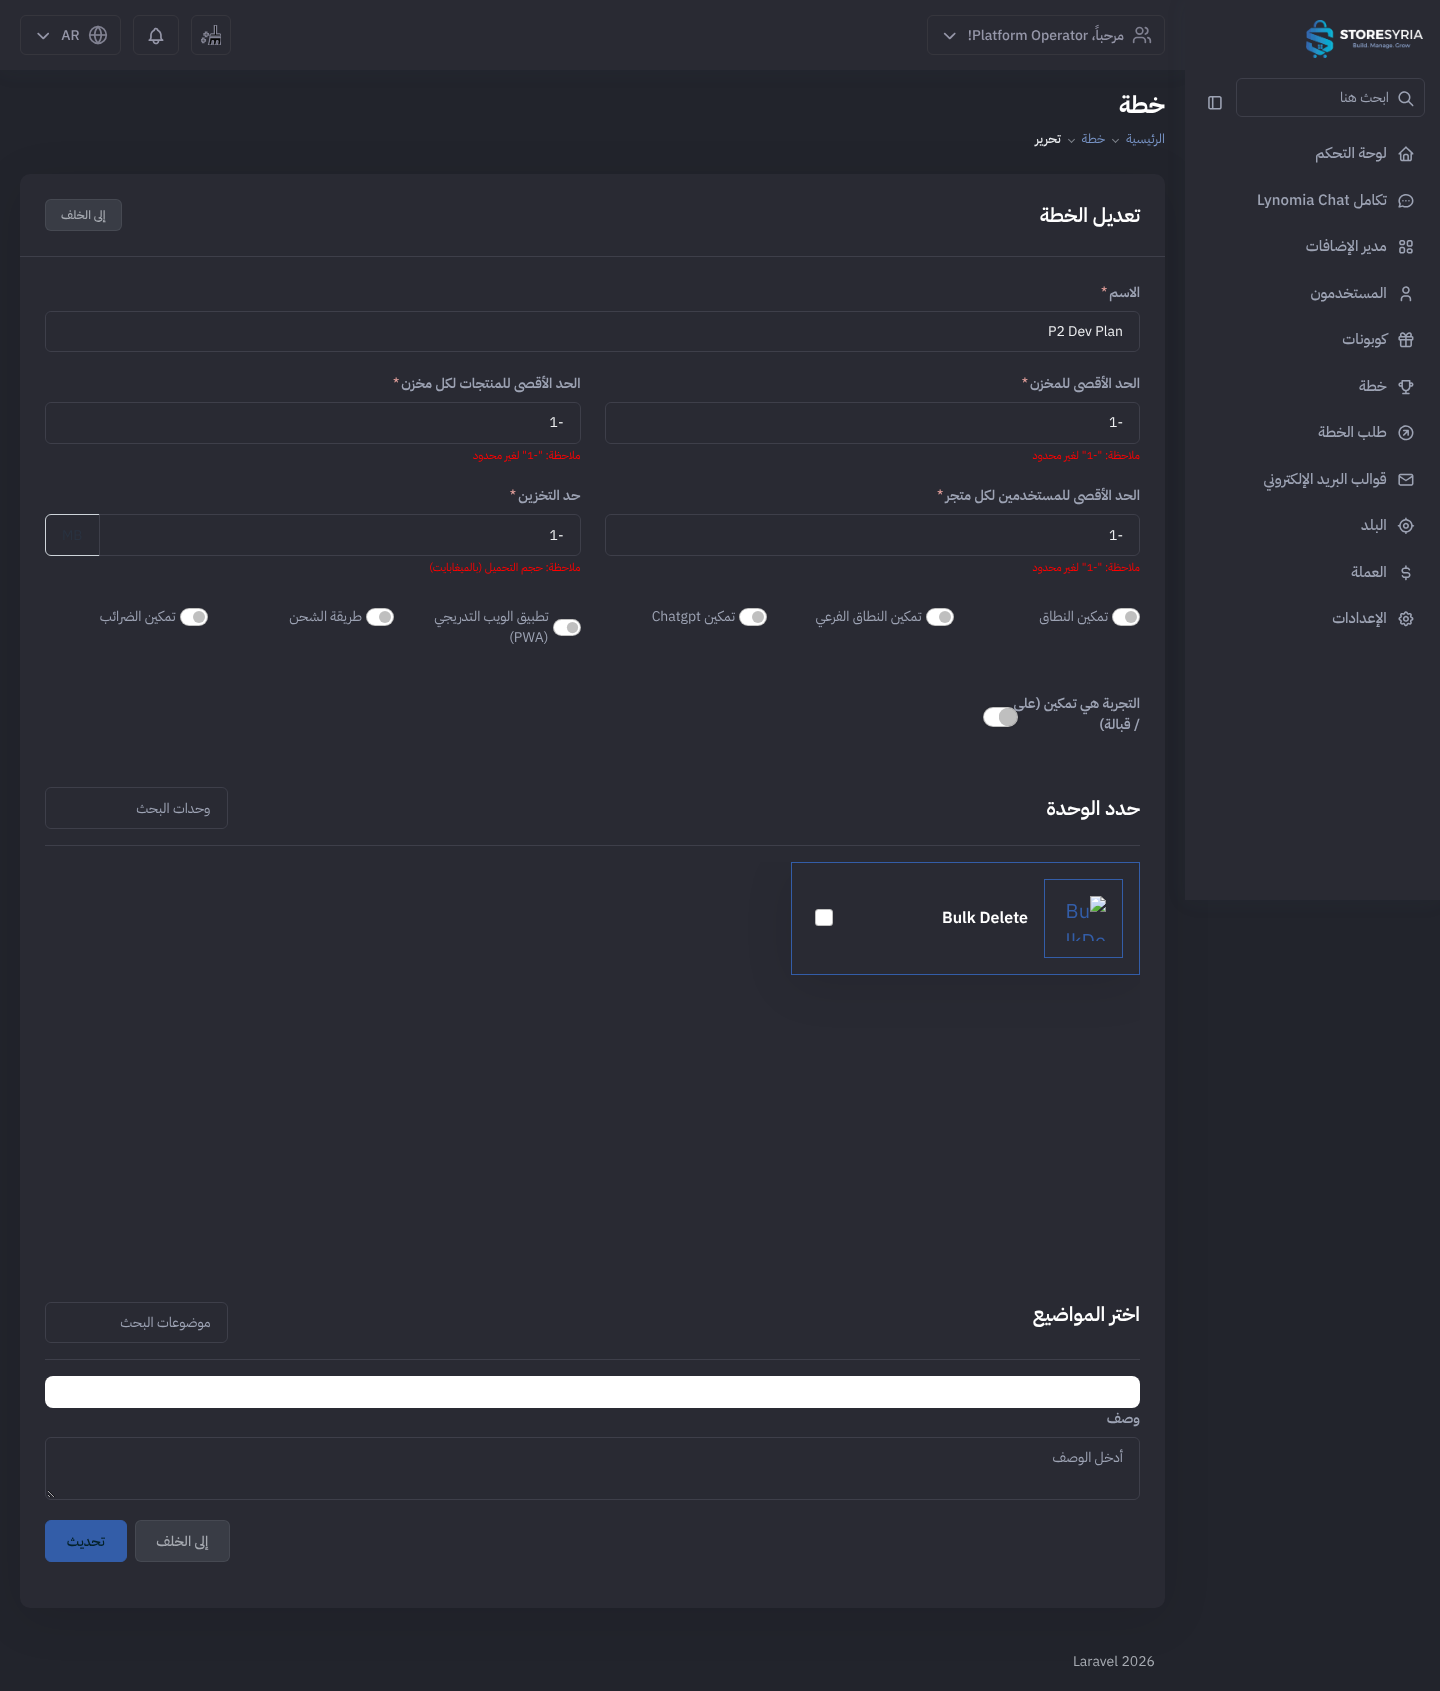 STORESYRIA
Build. Manage. Grow
مرحباً، Platform Operator!
AR
ابحث هنا
لوحة التحكم
تكامل Lynomia Chat
مدير الإضافات
المستخدمون
كوبونات
خطة
طلب الخطة
قوالب البريد الإلكتروني
البلد
العملة
الإعدادات
خطة
الرئيسية
خطة
تحرير
تعديل الخطة
إلى الخلف
الاسم*
P2 Dev Plan
الحد الأقصى للمخزن*
الحد الأقصى للمنتجات لكل مخزن*
-1
-1
ملاحظة: "-1" لغير محدود
ملاحظة: "-1" لغير محدود
الحد الأقصى للمستخدمين لكل متجر*
حد التخزين*
-1
-1
ملاحظة: "-1" لغير محدود
ملاحظة: حجم التحميل (بالميغابايت)
تمكين النطاق
تمكين النطاق الفرعي
تمكين Chatgpt
تطبيق الويب التدريجي
(PWA)
طريقة الشحن
تمكين الضرائب
التجربة هي تمكين (على
/ قبالة)
حدد الوحدة
وحدات البحث
Bu
lkDe
Bulk Delete
اختر المواضيع
موضوعات البحث
وصف
أدخل الوصف
إلى الخلف
تحديث
Laravel 2026